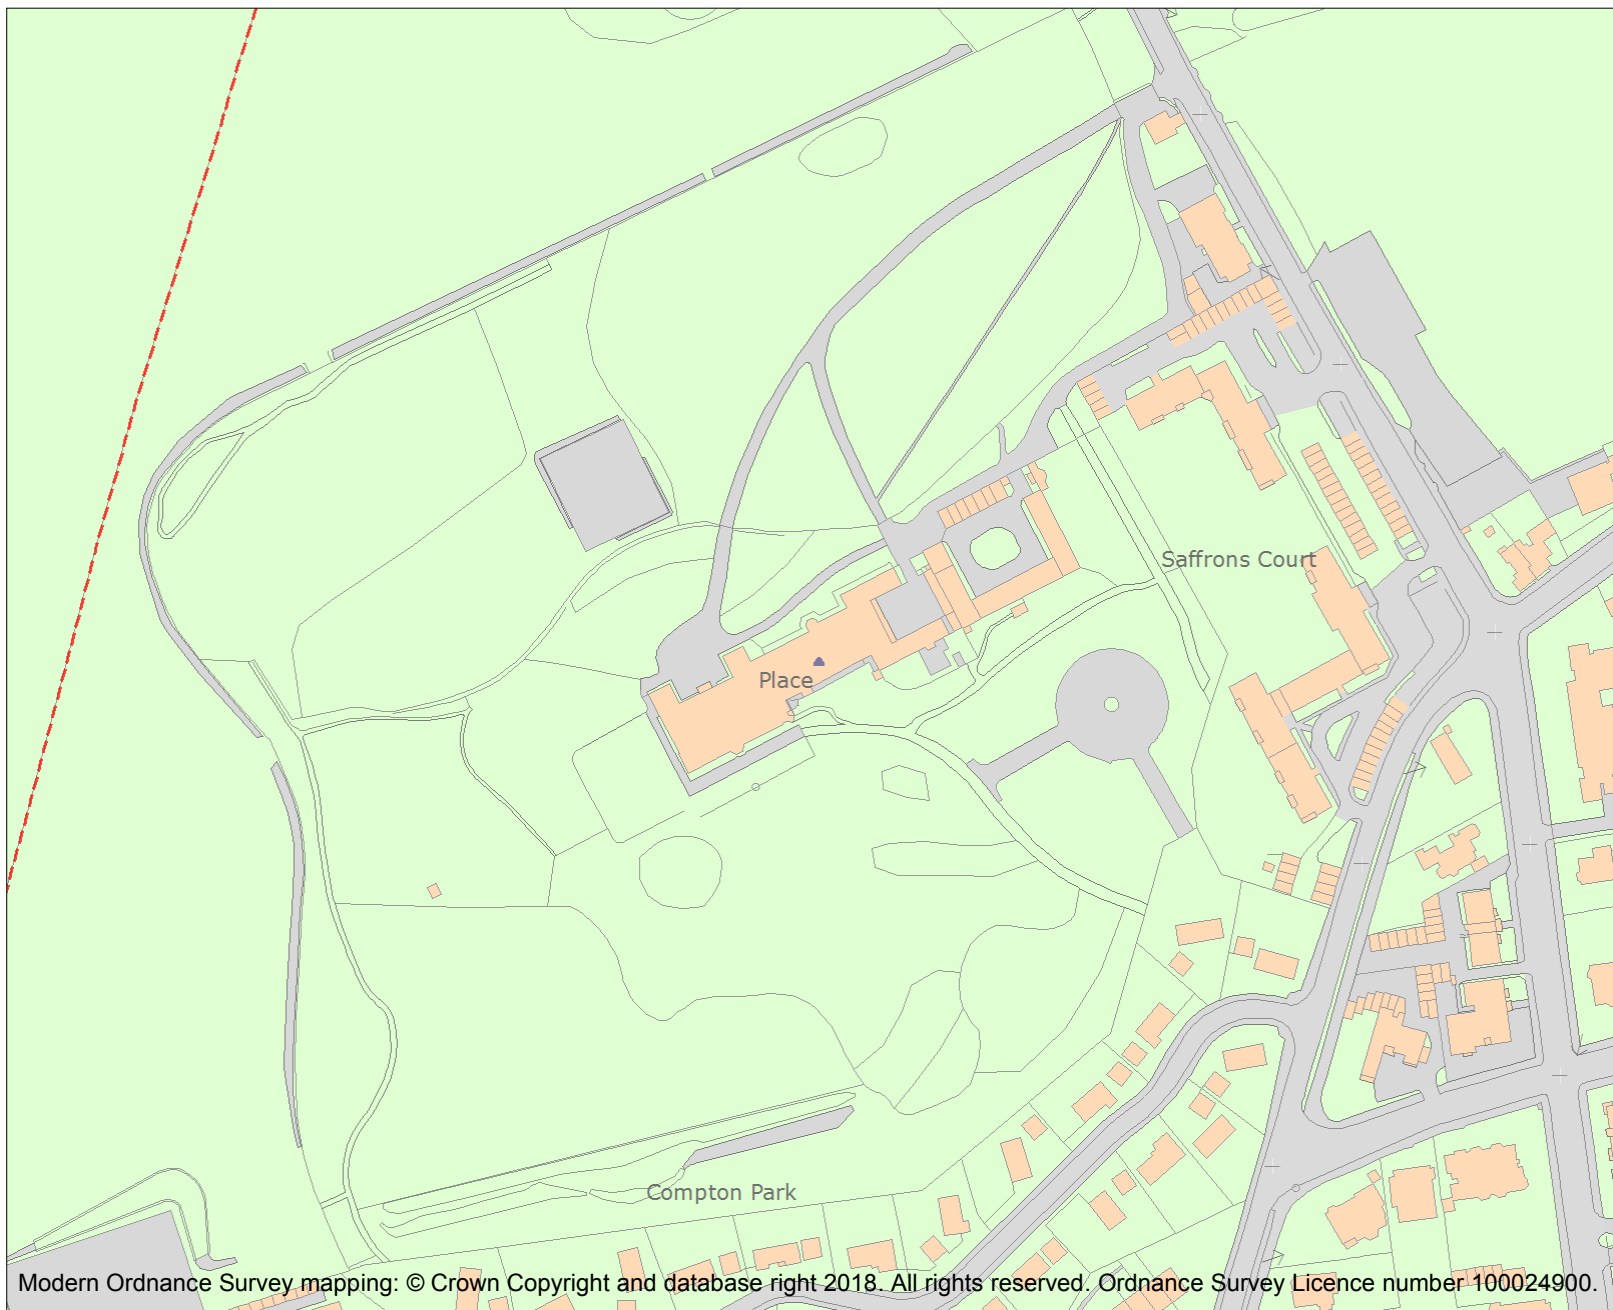 Saffrons Court
Place
Compton Park
Modern Ordnance Survey mapping: © Crown Copyright and database right 2018. All rights reserved. Ordnance Survey Licence number 100024900.